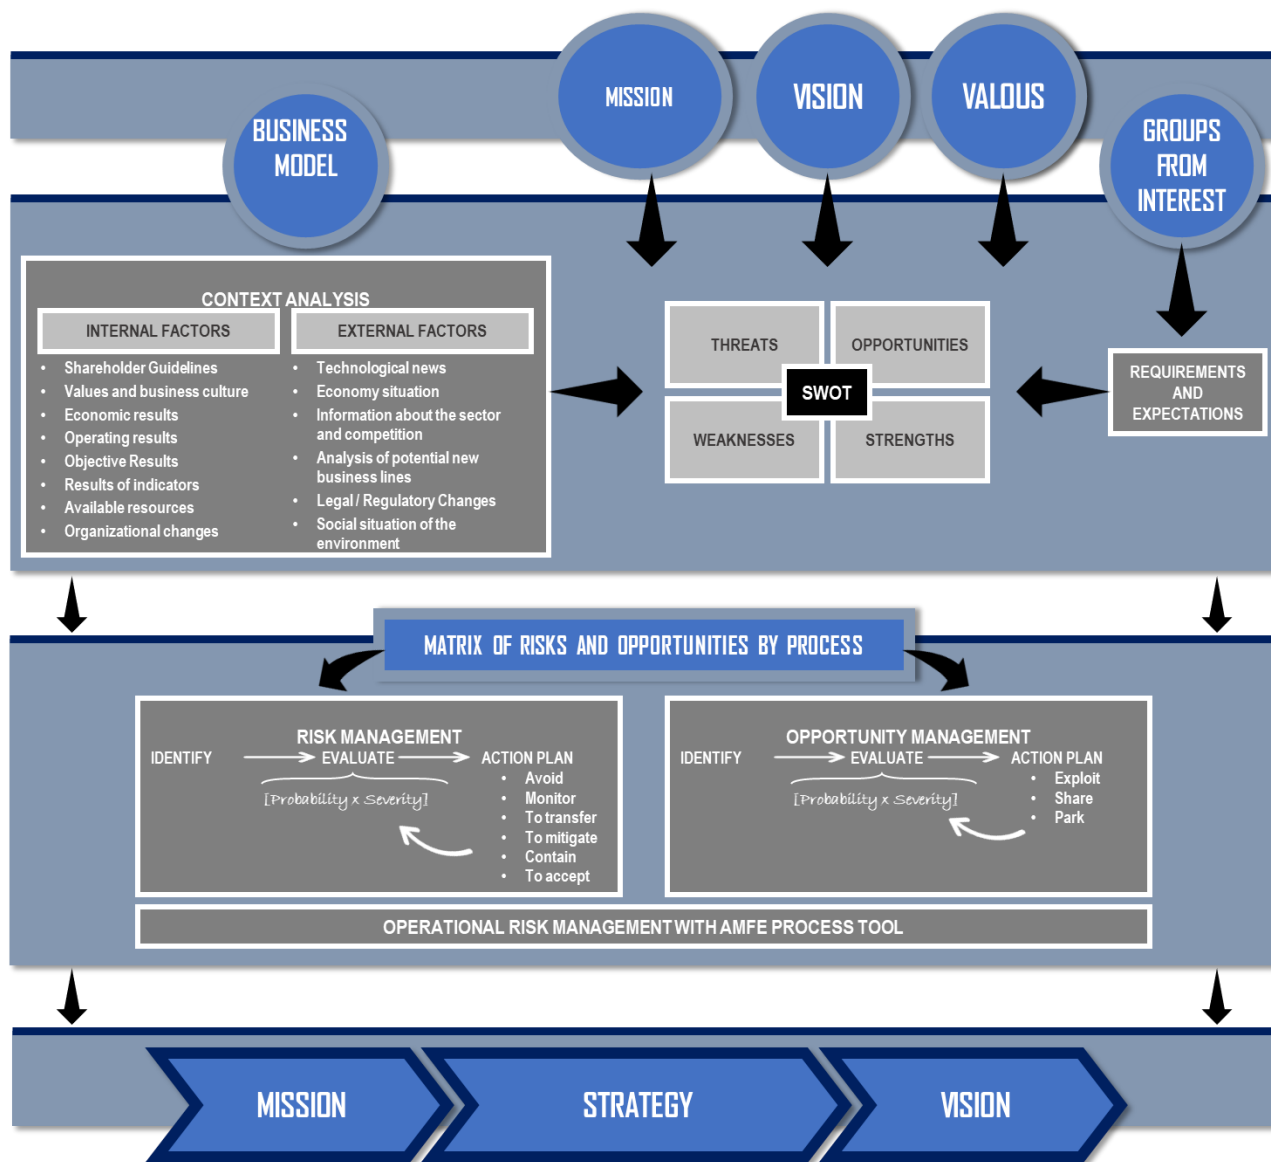 MISSION
VISION
VALOUS
BUSINESS
MODEL
GROUPS
FROM
INTEREST
CONTEXT ANALYSIS
INTERNAL FACTORS
• Shareholder Guidelines
• Values and business culture
• Economic results
• Operating results
• Objective Results
• Results of indicators
• Available resources
• Organizational changes
EXTERNAL FACTORS
• Technological news
• Economy situation
• Information about the sector
and competition
• Analysis of potential new
business lines
• Legal / Regulatory Changes
• Social situation of the
environment
THREATS
OPPORTUNITIES
SWOT
WEAKNESSES
STRENGTHS
REQUIREMENTS
AND
EXPECTATIONS
MATRIX OF RISKS AND OPPORTUNITIES BY PROCESS
RISK MANAGEMENT
IDENTIFY
EVALUATE
ACTION PLAN
[Probability x Severity]
• Avoid
• Monitor
• To transfer
• To mitigate
• Contain
• To accept
OPPORTUNITY MANAGEMENT
IDENTIFY
EVALUATE
ACTION PLAN
[Probability x Severity]
• Exploit
• Share
• Park
OPERATIONAL RISK MANAGEMENT WITH AMFE PROCESS TOOL
MISSION
STRATEGY
VISION